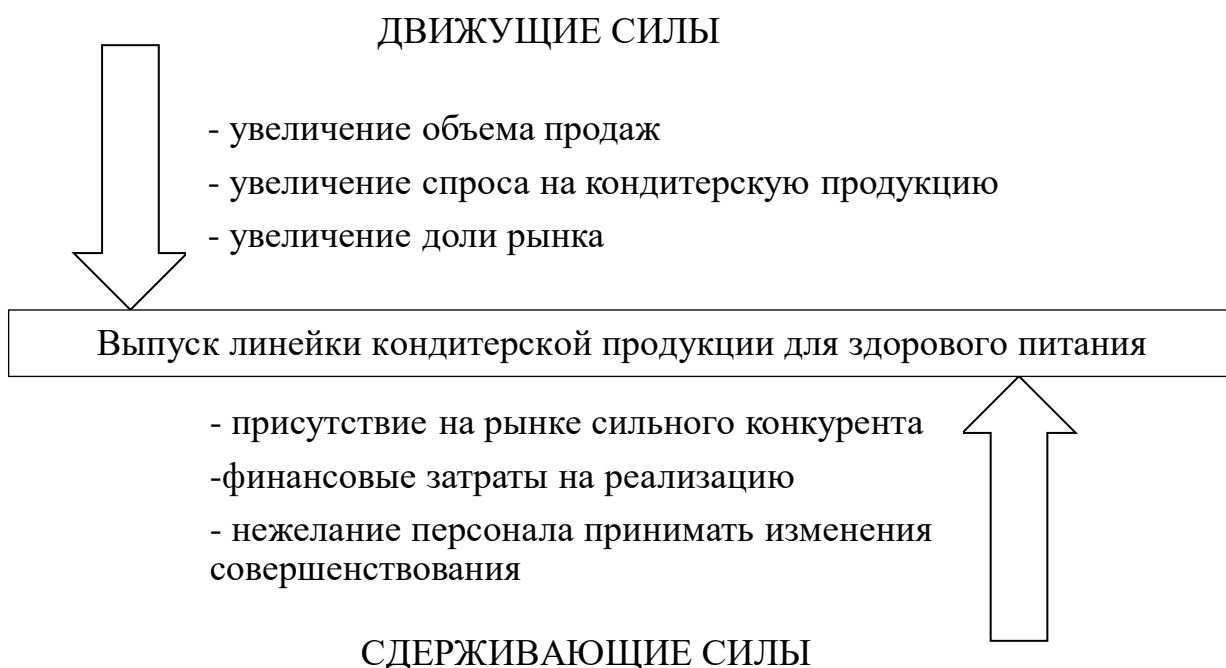 ДВИЖУЩИЕ СИЛЫ
- увеличение объема продаж
- увеличение спроса на кондитерскую продукцию
- увеличение доли рынка
Выпуск линейки кондитерской продукции для здорового питания
- присутствие на рынке сильного конкурента
-финансовые затраты на реализацию
- нежелание персонала принимать изменения
совершенствования
СДЕРЖИВАЮЩИЕ СИЛЫ